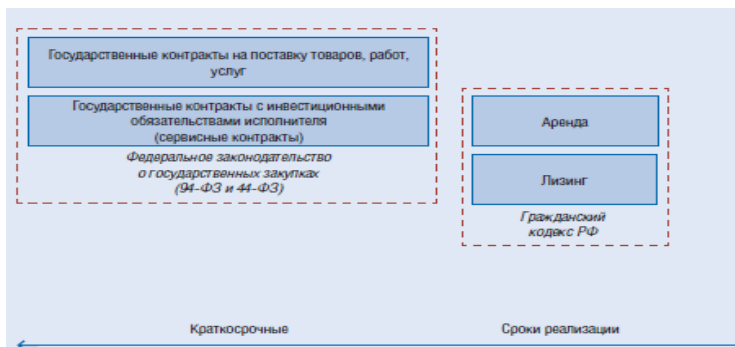 Государственные контракты на поставку товаров, работ,
услуг
Государственные контракты с инвестиционными
обязательствами исполнителя
(сервисные контракты)
Федеральное законодательство
о государственных закупках
(94-ФЗ и 44-ФЗ)
Аренда
Лизинг
Гражданский
кодекс РФ
Краткосрочные
Сроки реализации